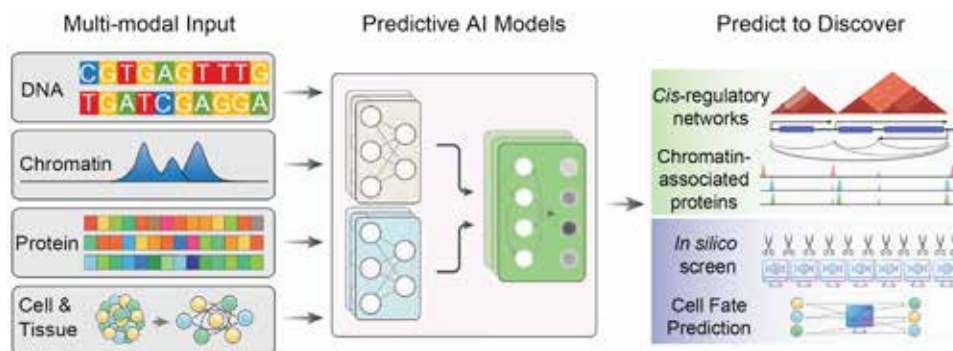 Multi-modal Input
Predictive AI Models
Predict to Discover
DNA
CGTGAGTTTG
TGATCGAGGA
Chromatin
Protein
Cell &
Tissue
Cis-regulatory
networks
Chromatin-
associated
proteins
In silico
screen
Cell Fate
Prediction